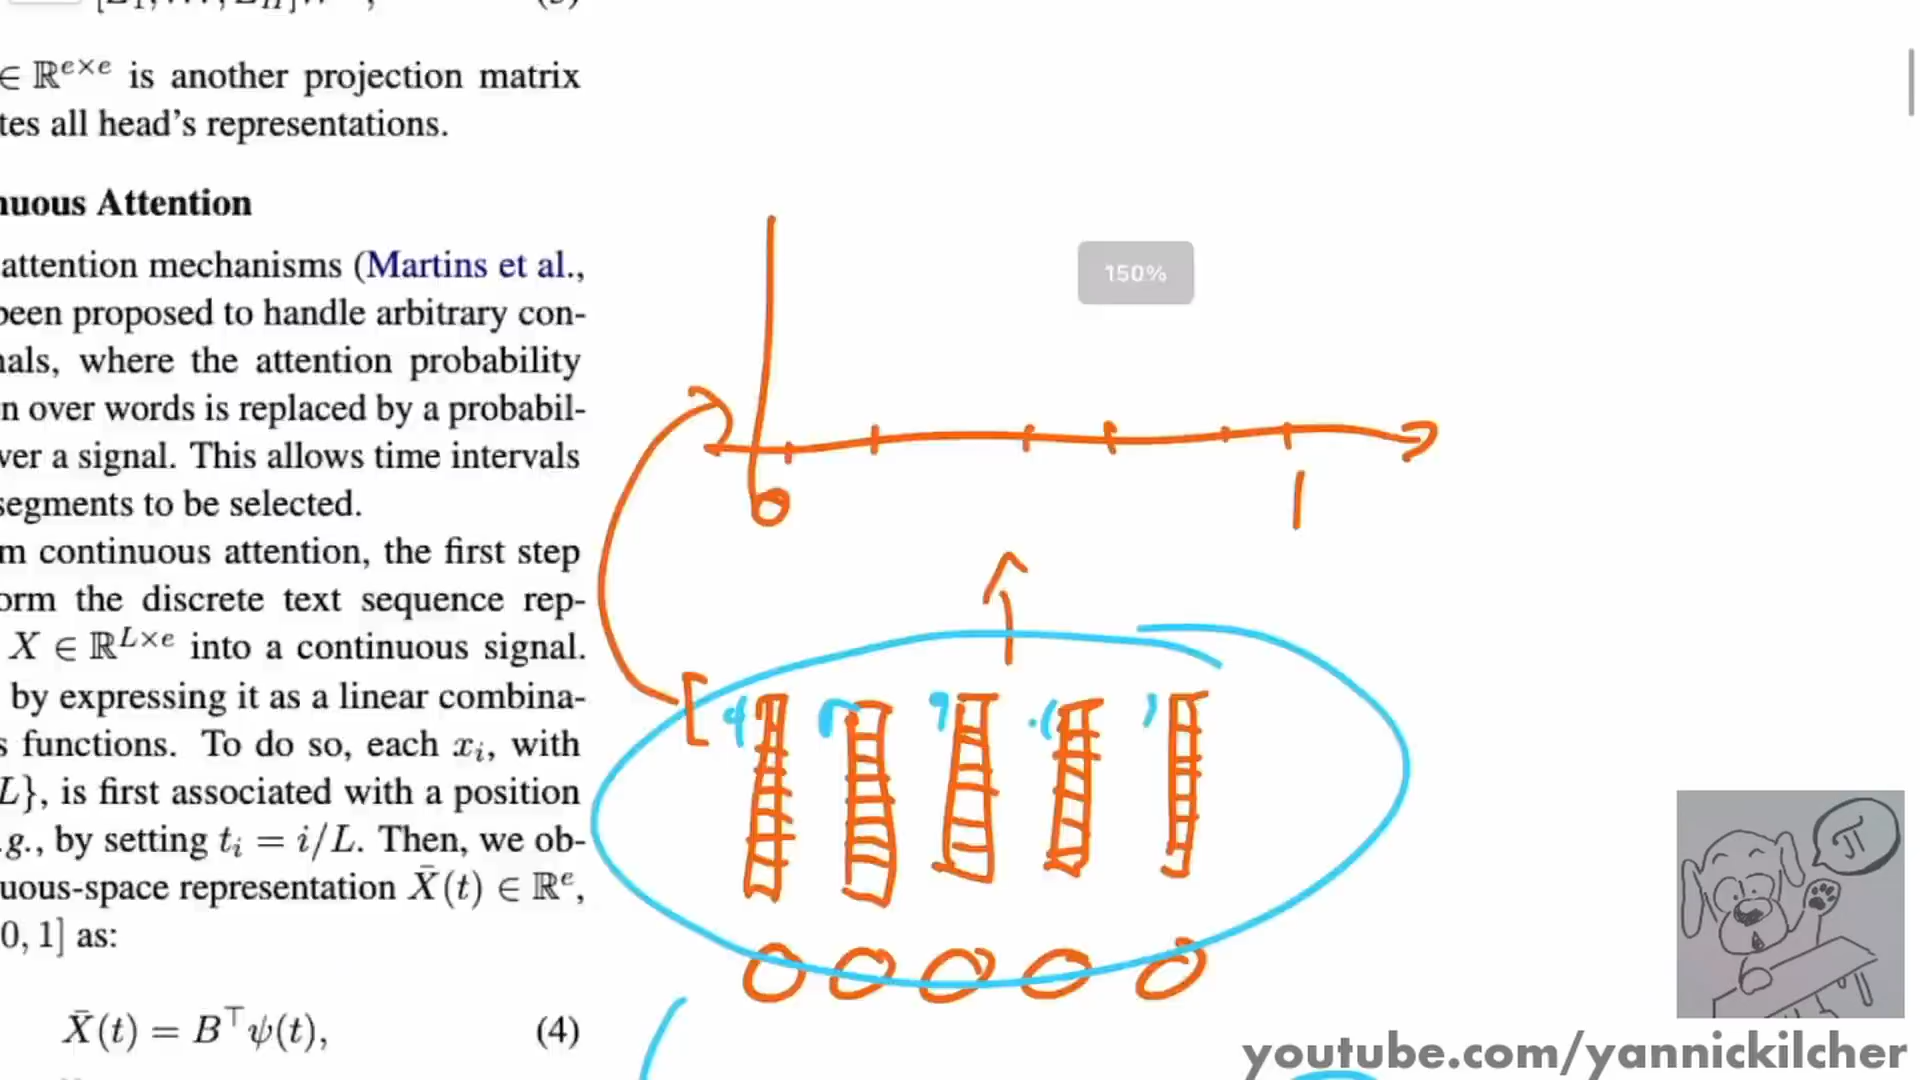 ∈ ℝ^{e×e} is another projection matrix
tes all head's representations.
nuous Attention
attention mechanisms (Martins et al.,
been proposed to handle arbitrary con-
nals, where the attention probability
n over words is replaced by a probabil-
ver a signal. This allows time intervals
segments to be selected.
m continuous attention, the first step
orm the discrete text sequence rep-
X ∈ ℝ^{L×e} into a continuous signal.
by expressing it as a linear combina-
s functions. To do so, each x_i, with
L}, is first associated with a position
.g., by setting t_i = i/L. Then, we ob-
uous-space representation X̄(t) ∈ ℝ^e,
0, 1] as:
X̄(t) = B^⊤ψ(t), (4)
150%
0 1
[
π
youtube.com/yannickilcher